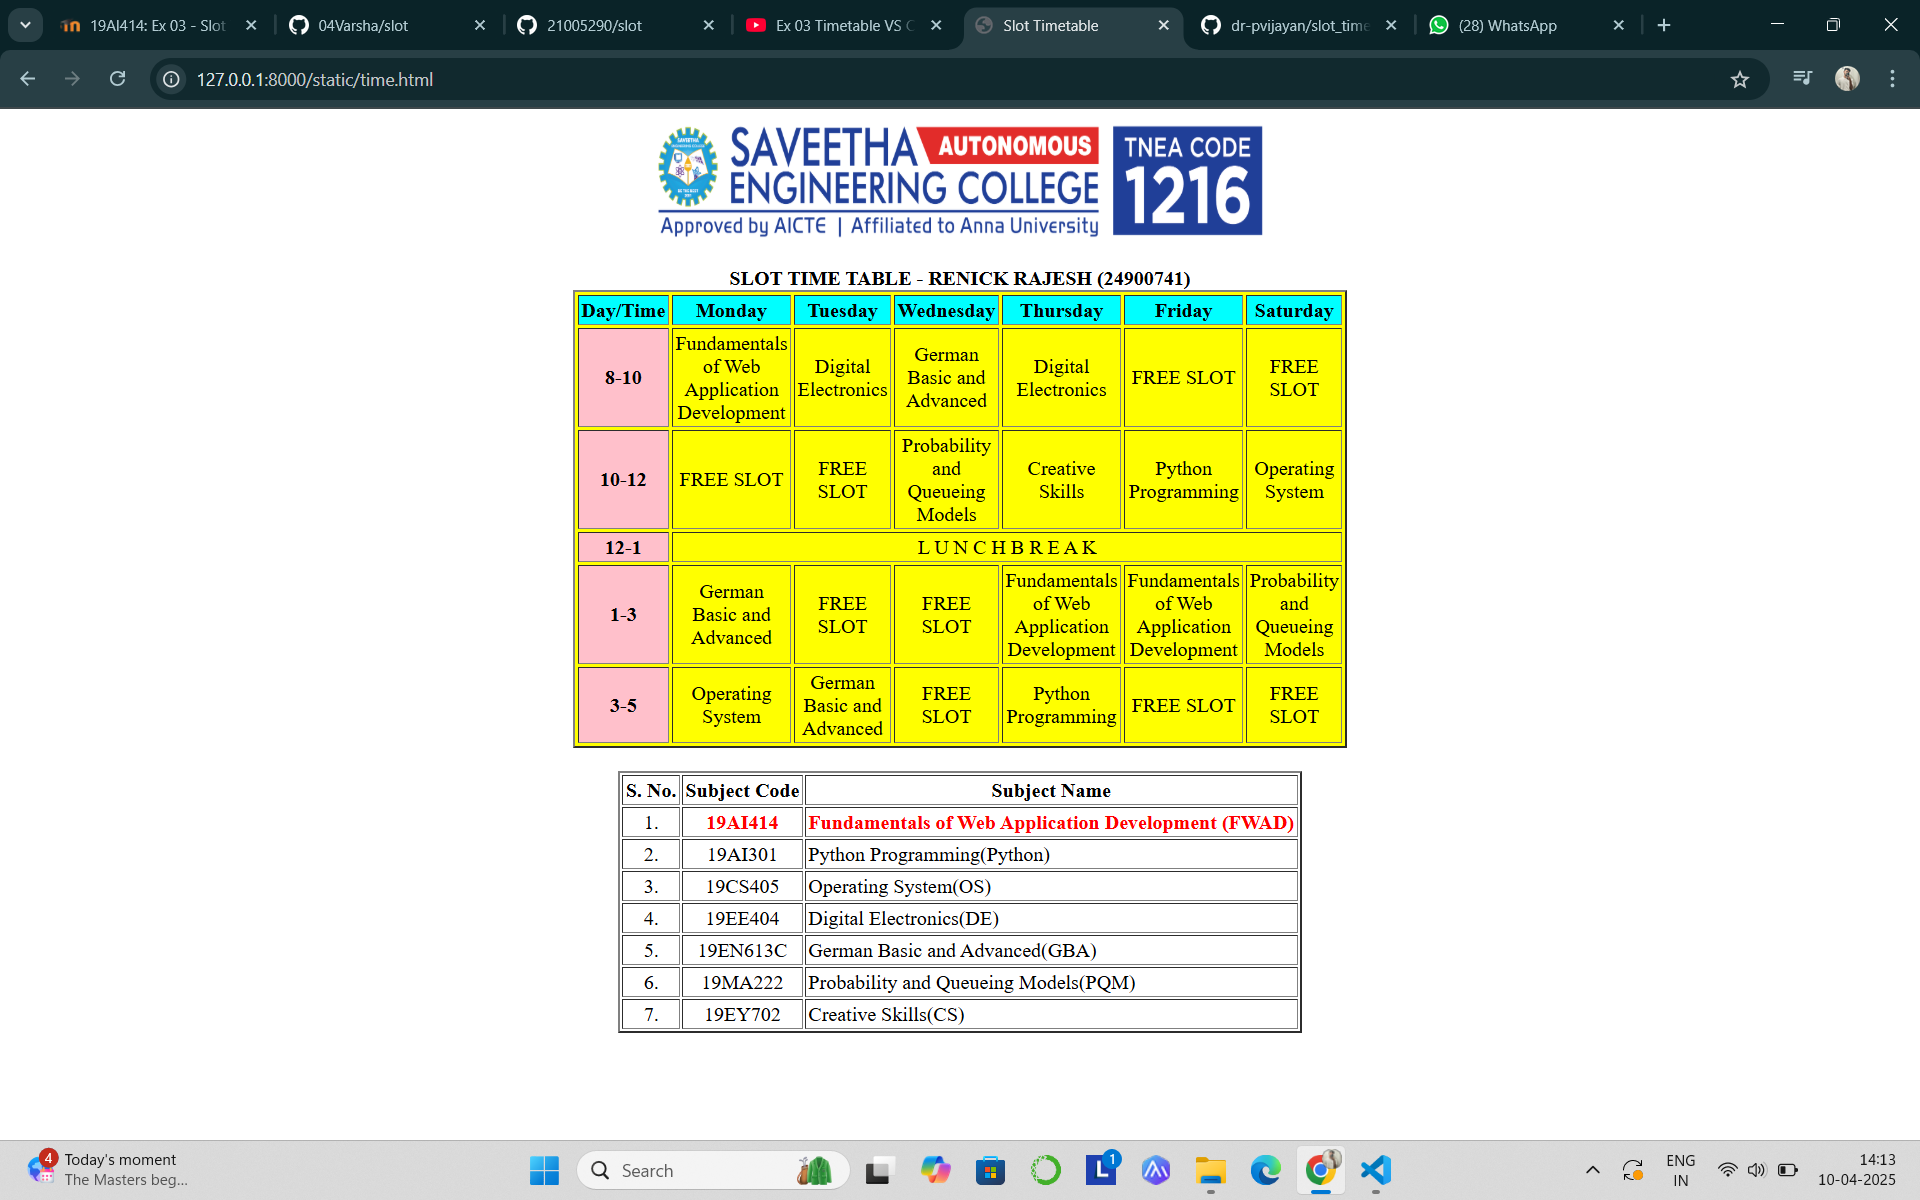 19AI414: Ex 03 - Slot
04Varsha/slot
21005290/slot
Ex 03 Timetable VS C
Slot Timetable
dr-pvijayan/slot_time
(28) WhatsApp
127.0.0.1:8000/static/time.html
SAVEETHA AUTONOMOUS
ENGINEERING COLLEGE
Approved by AICTE | Affiliated to Anna University
TNEA CODE
1216
SLOT TIME TABLE - RENICK RAJESH (24900741)
Day/Time Monday Tuesday Wednesday Thursday Friday Saturday
8-10
Fundamentals
of Web
Application
Development
Digital
Electronics
German
Basic and
Advanced
Digital
Electronics
FREE SLOT
FREE
SLOT
10-12
FREE SLOT
FREE
SLOT
Probability
and
Queueing
Models
Creative
Skills
Python
Programming
Operating
System
12-1
L U N C H B R E A K
1-3
German
Basic and
Advanced
FREE
SLOT
FREE
SLOT
Fundamentals
of Web
Application
Development
Fundamentals
of Web
Application
Development
Probability
and
Queueing
Models
3-5
Operating
System
German
Basic and
Advanced
FREE
SLOT
Python
Programming
FREE SLOT
FREE
SLOT
S. No. Subject Code Subject Name
1. 19AI414 Fundamentals of Web Application Development (FWAD)
2. 19AI301 Python Programming(Python)
3. 19CS405 Operating System(OS)
4. 19EE404 Digital Electronics(DE)
5. 19EN613C German Basic and Advanced(GBA)
6. 19MA222 Probability and Queueing Models(PQM)
7. 19EY702 Creative Skills(CS)
4
Today's moment
The Masters beg...
Search
L
1
ENG
IN
14:13
10-04-2025